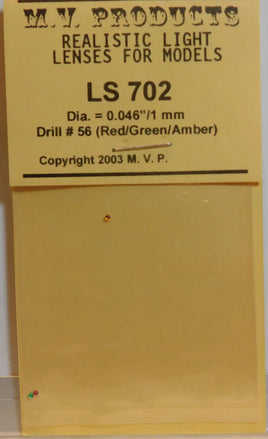 M.V. PRODUCTS
REALISTIC LIGHT
LENSES FOR MODELS
LS 702
Dia. = 0.046"/1 mm
Drill # 56 (Red/Green/Amber)
Copyright 2003 M. V. P.